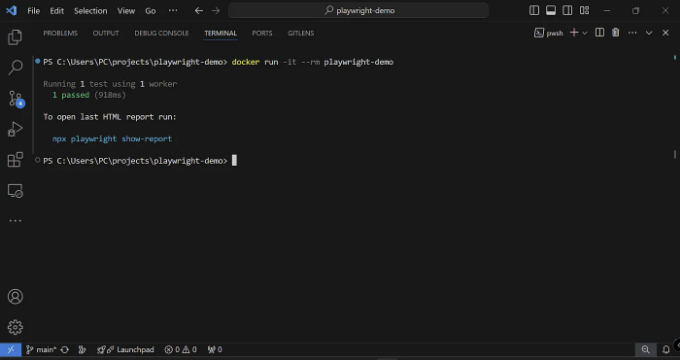 File Edit Selection View Go ··· playwright-demo
PROBLEMS OUTPUT DEBUG CONSOLE TERMINAL PORTS GITLENS pwsh
PS C:\Users\PC\projects\playwright-demo> docker run -it --rm playwright-demo
Running 1 test using 1 worker
1 passed (918ms)
To open last HTML report run:
npx playwright show-report
PS C:\Users\PC\projects\playwright-demo>
main* Launchpad 0 0 0